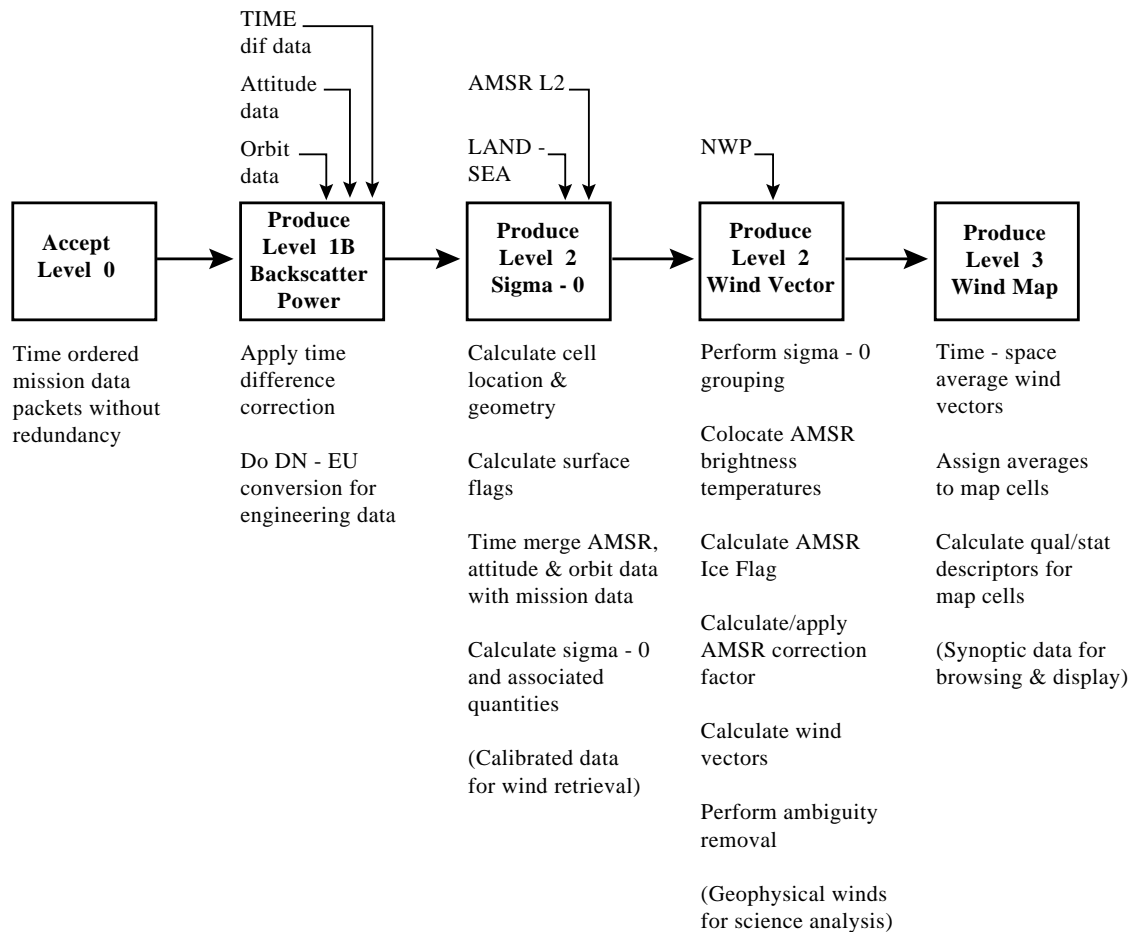 TIME
dif data
Attitude
data
Orbit
data
AMSR L2
LAND -
SEA
NWP
Accept
Level 0
Produce
Level 1B
Backscatter
Power
Produce
Level 2
Sigma - 0
Produce
Level 2
Wind Vector
Produce
Level 3
Wind Map
Time ordered
mission data
packets without
redundancy
Apply time
difference
correction
Do DN - EU
conversion for
engineering data
Calculate cell
location &
geometry
Calculate surface
flags
Time merge AMSR,
attitude & orbit data
with mission data
Calculate sigma - 0
and associated
quantities
(Calibrated data
for wind retrieval)
Perform sigma - 0
grouping
Colocate AMSR
brightness
temperatures
Calculate AMSR
Ice Flag
Calculate/apply
AMSR correction
factor
Calculate wind
vectors
Perform ambiguity
removal
(Geophysical winds
for science analysis)
Time - space
average wind
vectors
Assign averages
to map cells
Calculate qual/stat
descriptors for
map cells
(Synoptic data for
browsing & display)